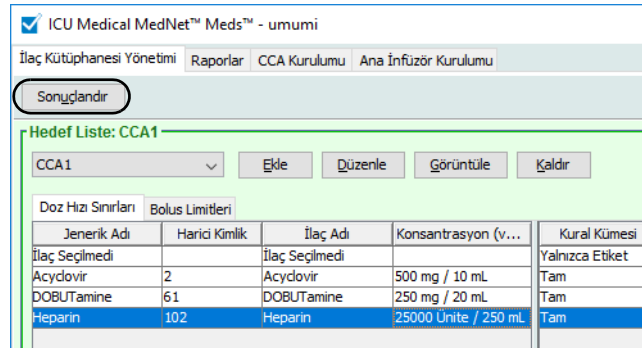 ICU Medical MedNet™ Meds™ - umumi
İlaç Kütüphanesi Yönetimi Raporlar CCA Kurulumu Ana İnfüzör Kurulumu
Sonuçlandır
Hedef Liste: CCA1
CCA1 Ekle Düzenle Görüntüle Kaldır
Doz Hızı Sınırları Bolus Limitleri
Jenerik Adı Harici Kimlik İlaç Adı Konsantrasyon (v... Kural Kümesi
İlaç Seçilmedi İlaç Seçilmedi Yalnızca Etiket
Acyclovir 2 Acyclovir 500 mg / 10 mL Tam
DOBUTamine 61 DOBUTamine 250 mg / 20 mL Tam
Heparin 102 Heparin 25000 Ünite / 250 mL Tam